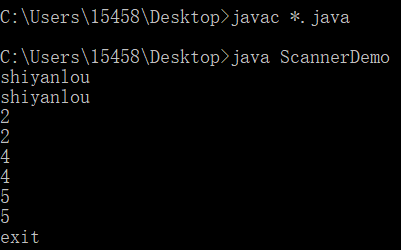 C:\Users\15458\Desktop>javac *.java
C:\Users\15458\Desktop>java ScannerDemo
shiyanlou
shiyanlou
2
2
4
4
5
5
exit